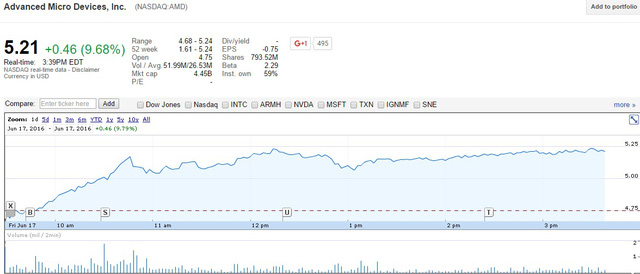 Advanced Micro Devices, Inc. (NASDAQ:AMD)
Add to portfolio
5.21 +0.46 (9.68%)
Real-time: 3:39PM EDT
NASDAQ real-time data - Disclaimer
Currency in USD
Range 4.68 - 5.24
52 week 1.61 - 5.24
Open 4.75
Vol / Avg. 51.99M/26.53M
Mkt cap 4.45B
P/E -
Div/yield -
EPS -0.75
Shares 793.52M
Beta 2.29
Inst. own 59%
g+1 495
Compare: Enter ticker here Add Dow Jones Nasdaq INTC ARMH NVDA MSFT TXN IGNMF SNE more »
Zoom: 1d 5d 1m 3m 6m YTD 1y 5y 10y All
Jun 17, 2016 - Jun 17, 2016 +0.46 (9.79%)
5.25
5.00
4.75
X
B S U T
Fri Jun 17 10 am 11 am 12 pm 1 pm 2 pm 3 pm
Volume (mil / 2min)
2
1
0